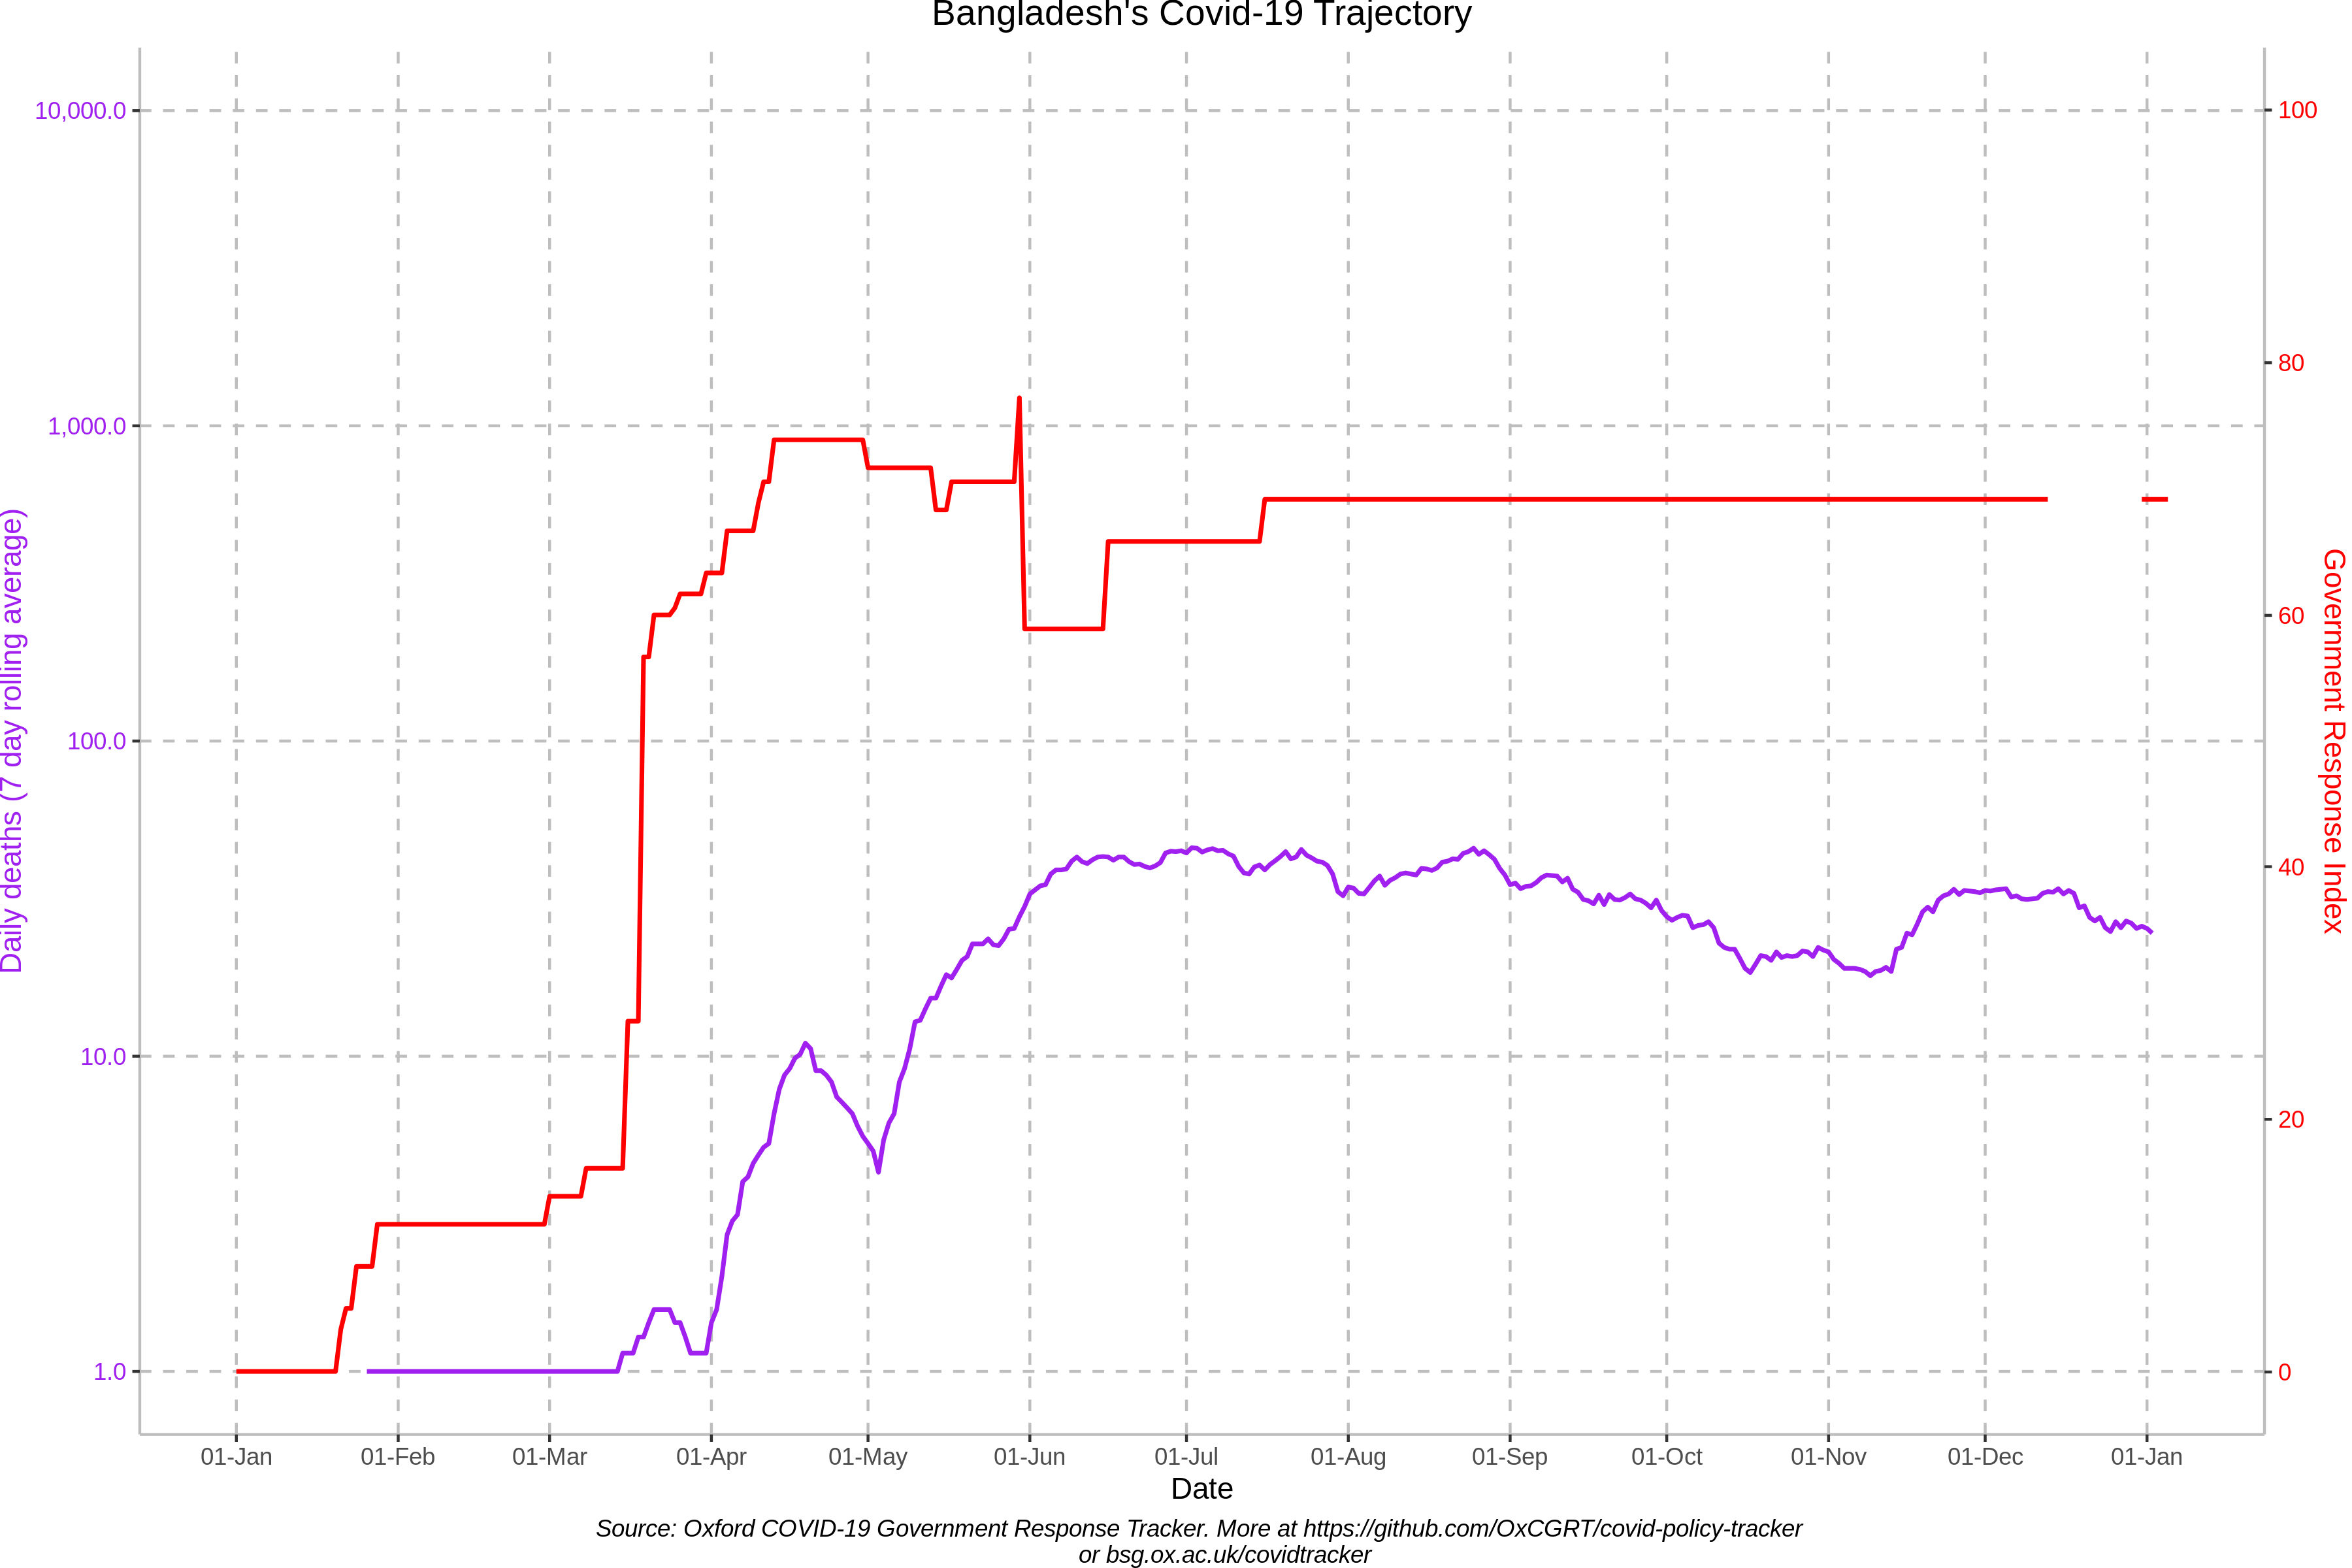 Bangladesh's Covid-19 Trajectory
10,000.0
1,000.0
100.0
10.0
1.0
Daily deaths (7 day rolling average)
100
80
60
40
20
0
Government Response Index
01-Jan 01-Feb 01-Mar 01-Apr 01-May 01-Jun 01-Jul 01-Aug 01-Sep 01-Oct 01-Nov 01-Dec 01-Jan
Date
Source: Oxford COVID-19 Government Response Tracker. More at https://github.com/OxCGRT/covid-policy-tracker
or bsg.ox.ac.uk/covidtracker